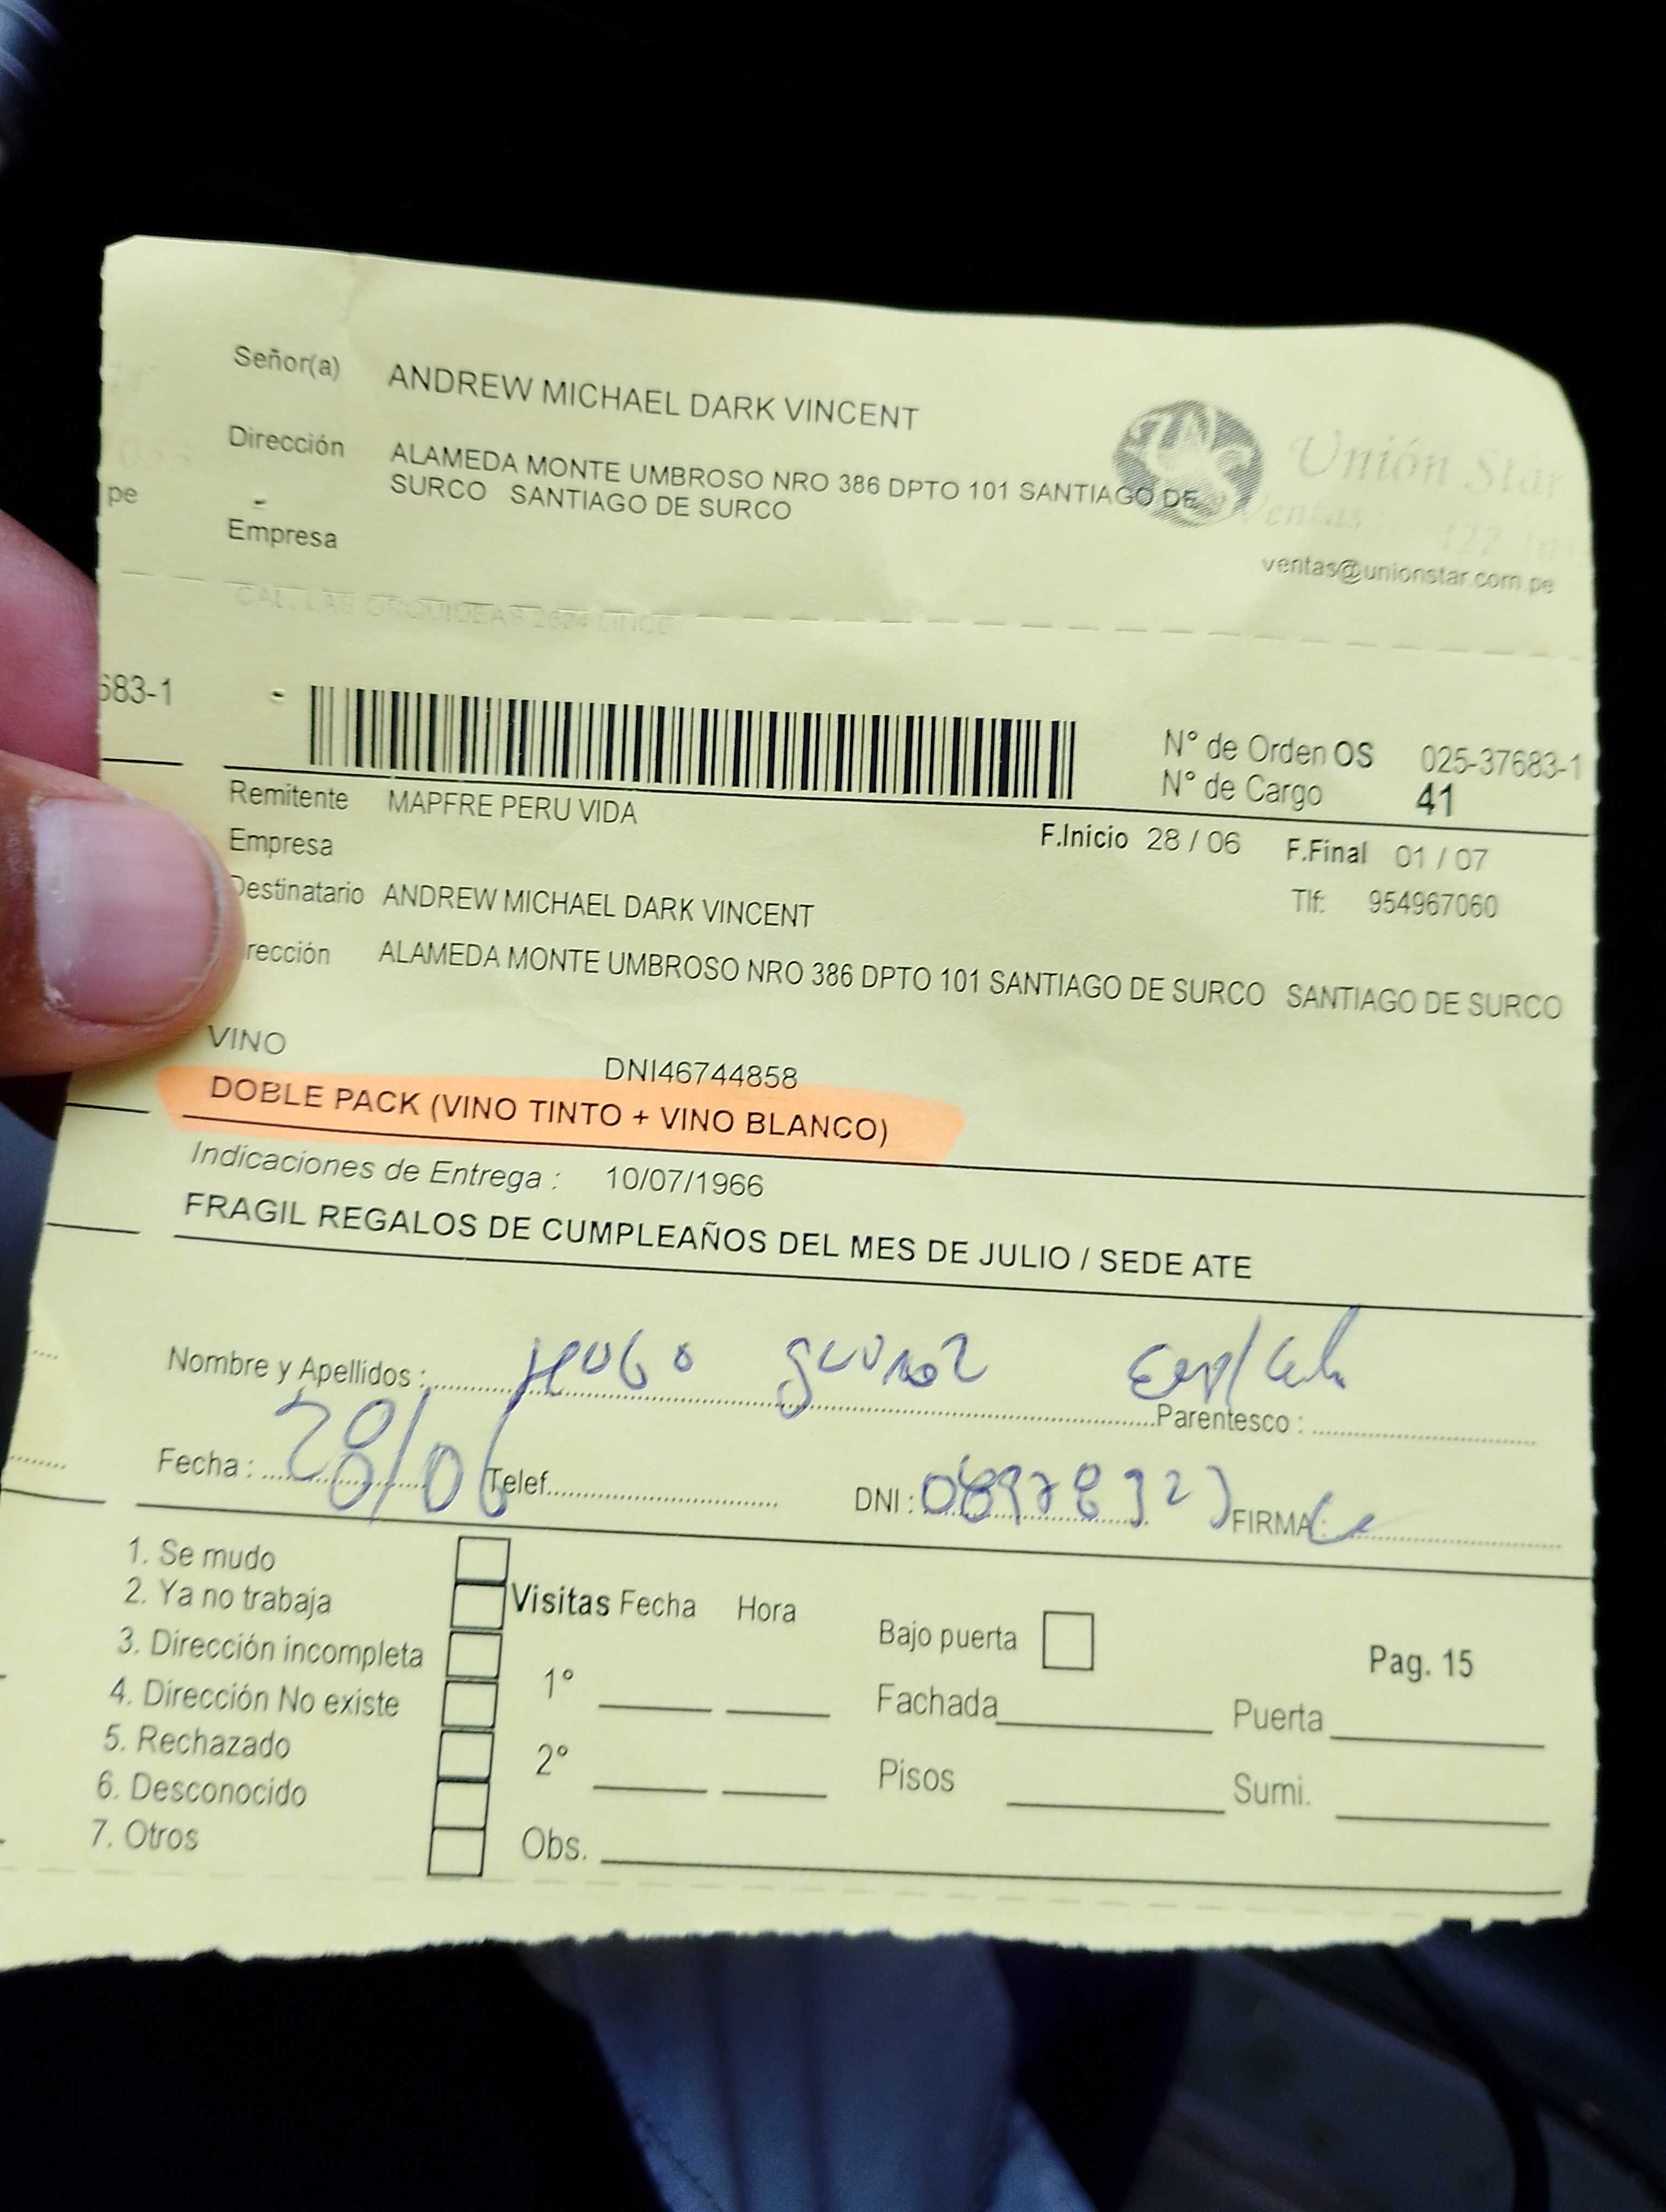 Señor(a) ANDREW MICHAEL DARK VINCENT
Dirección ALAMEDA MONTE UMBROSO NRO 386 DPTO 101 SANTIAGO DE
SURCO SANTIAGO DE SURCO
Unión Star
Ventas
pe
Empresa
ventas@unionstar.com.pe
683-1
N° de Orden OS 025-37683-1
N° de Cargo 41
Remitente MAPFRE PERU VIDA
Empresa
F.Inicio 28 / 06 F.Final 01 / 07
Destinatario ANDREW MICHAEL DARK VINCENT
Tlf: 954967060
rección ALAMEDA MONTE UMBROSO NRO 386 DPTO 101 SANTIAGO DE SURCO SANTIAGO DE SURCO
VINO
DNI46744858
DOBLE PACK (VINO TINTO + VINO BLANCO)
Indicaciones de Entrega : 10/07/1966
FRAGIL REGALOS DE CUMPLEAÑOS DEL MES DE JULIO / SEDE ATE
Nombre y Apellidos : Hugo
Parentesco :
Fecha : 28/06 Telef. DNI : FIRMA :
1. Se mudo
2. Ya no trabaja
3. Dirección incompleta
4. Dirección No existe
5. Rechazado
6. Desconocido
7. Otros
Visitas Fecha Hora
1°
2°
Obs.
Bajo puerta
Pag. 15
Fachada Puerta
Pisos Sumi.